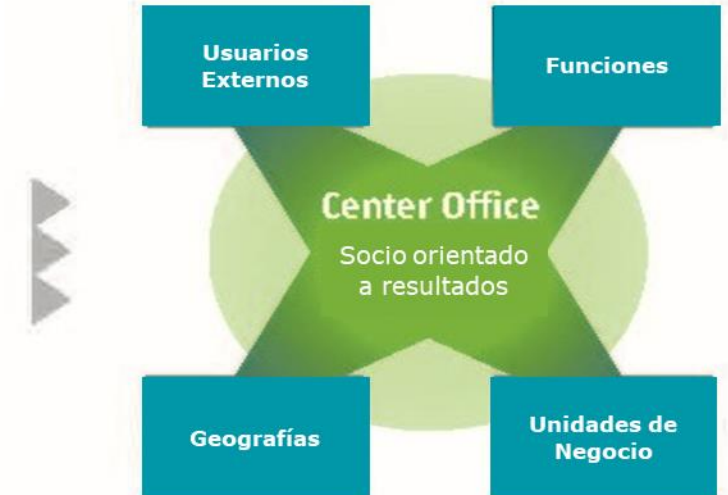 Usuarios
Externos
Funciones
Center Office
Socio orientado
a resultados
Geografías
Unidades de
Negocio